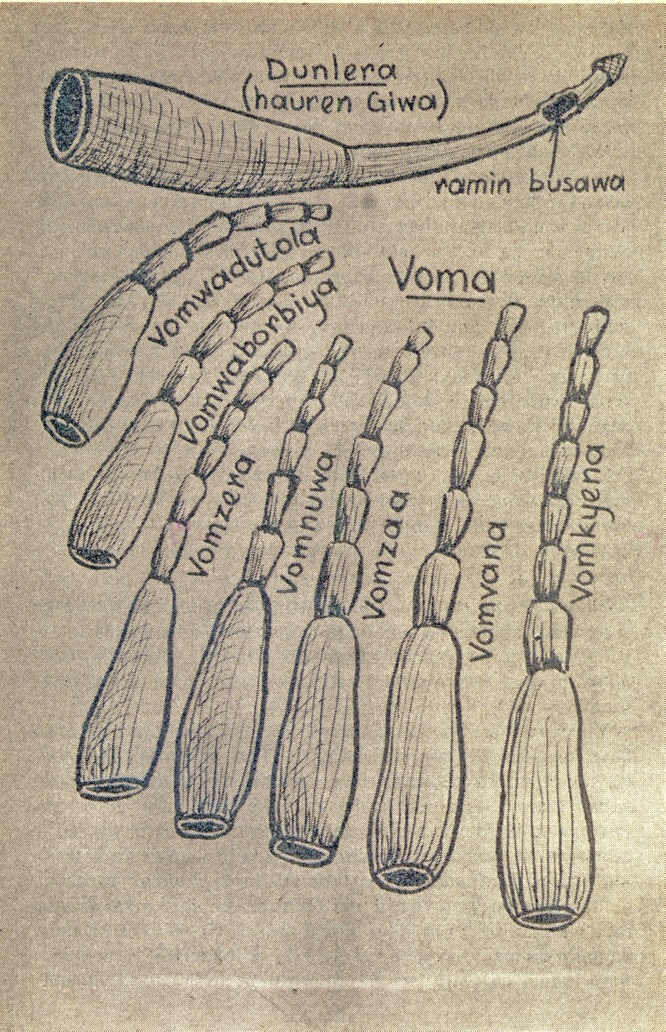 Dunlera
(hauren Giwa)
ramin busawa
Voma
Vomwadutola
Vomwaborbiya
Vomzera
Vomnuwa
Vomzaa
Vomvana
Vomkyena